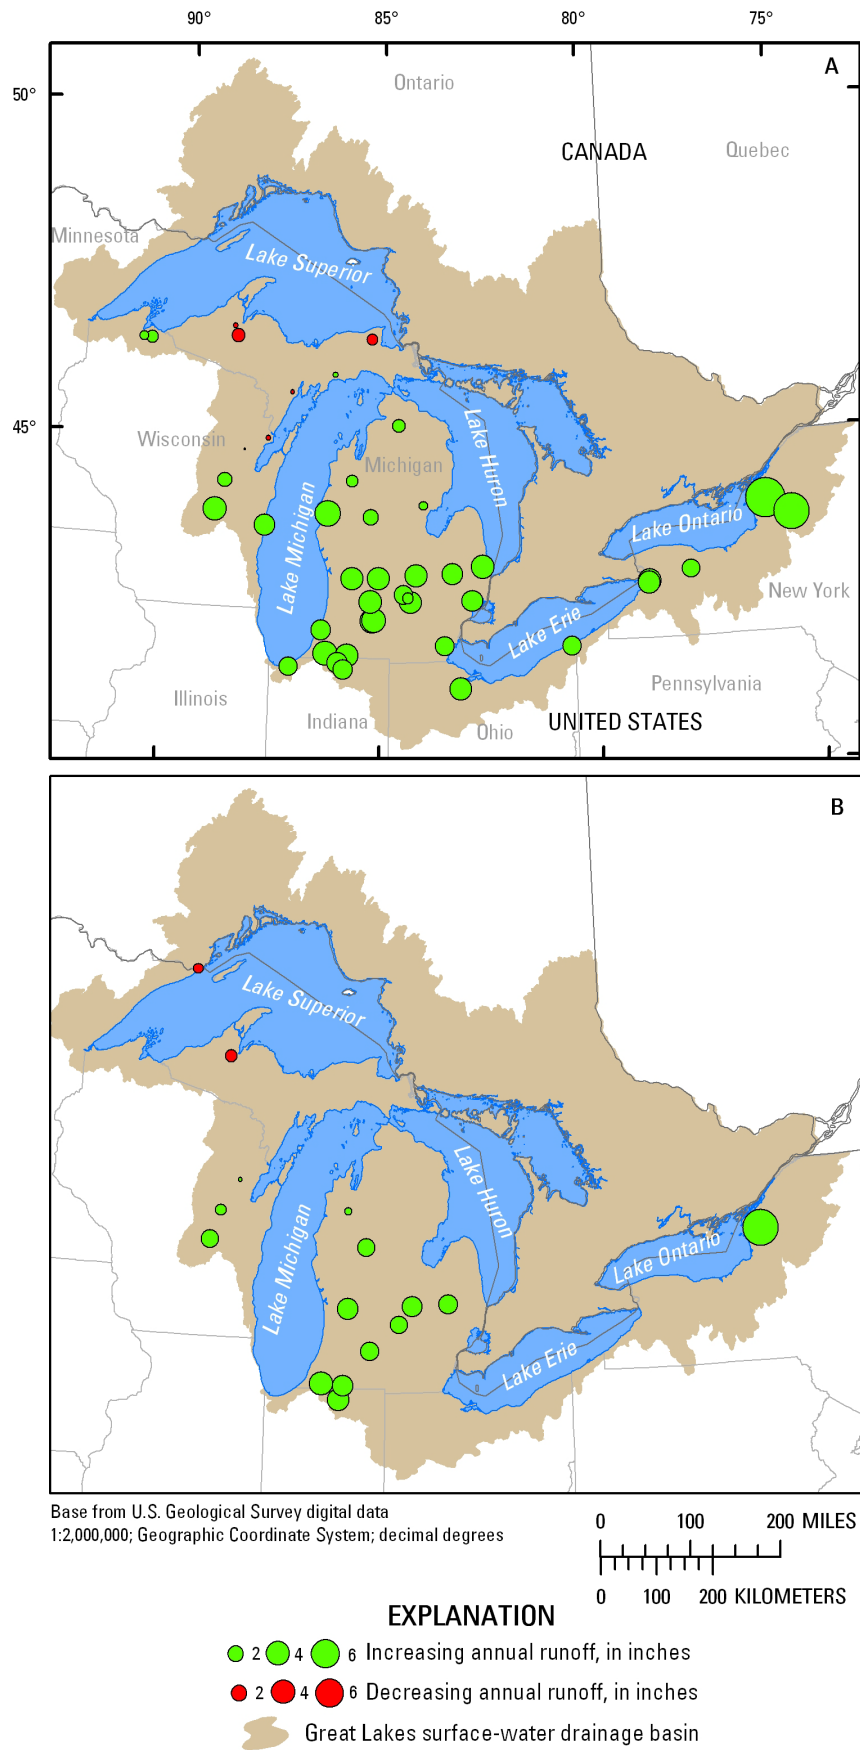 90° 85° 80° 75°
A
50°
Ontario
CANADA
Quebec
Minnesota
Lake Superior
45°
Wisconsin
Michigan
Lake Huron
Lake Michigan
Lake Ontario
New York
Lake Erie
Illinois
Pennsylvania
Indiana
UNITED STATES
Ohio
B
Lake Superior
Lake Huron
Lake Michigan
Lake Ontario
Lake Erie
Base from U.S. Geological Survey digital data
1:2,000,000; Geographic Coordinate System; decimal degrees
0 100 200 MILES
0 100 200 KILOMETERS
EXPLANATION
2 4 6 Increasing annual runoff, in inches
2 4 6 Decreasing annual runoff, in inches
Great Lakes surface-water drainage basin